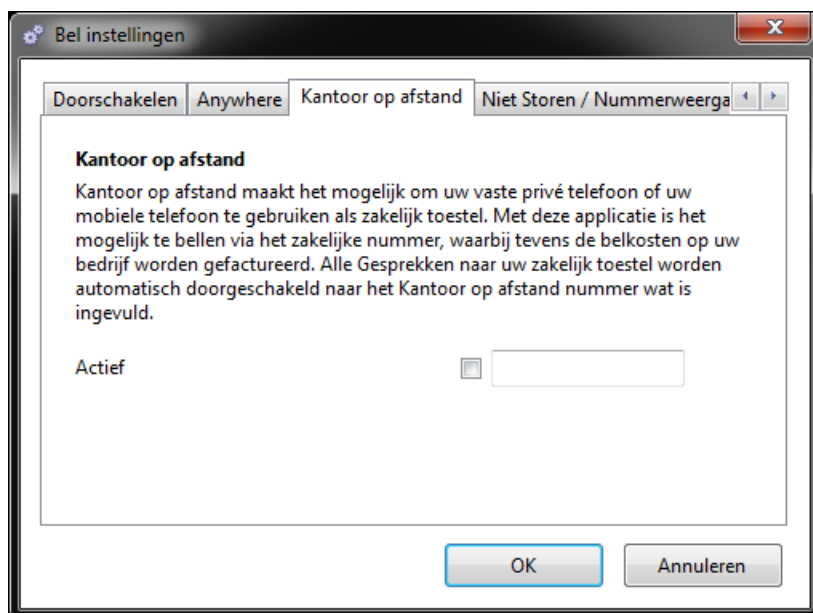 Bel instellingen
Doorschakelen Anywhere Kantoor op afstand Niet Storen / Nummerweerga
Kantoor op afstand
Kantoor op afstand maakt het mogelijk om uw vaste privé telefoon of uw
mobiele telefoon te gebruiken als zakelijk toestel. Met deze applicatie is het
mogelijk te bellen via het zakelijke nummer, waarbij tevens de belkosten op uw
bedrijf worden gefactureerd. Alle Gesprekken naar uw zakelijk toestel worden
automatisch doorgeschakeld naar het Kantoor op afstand nummer wat is
ingevuld.
Actief
OK Annuleren